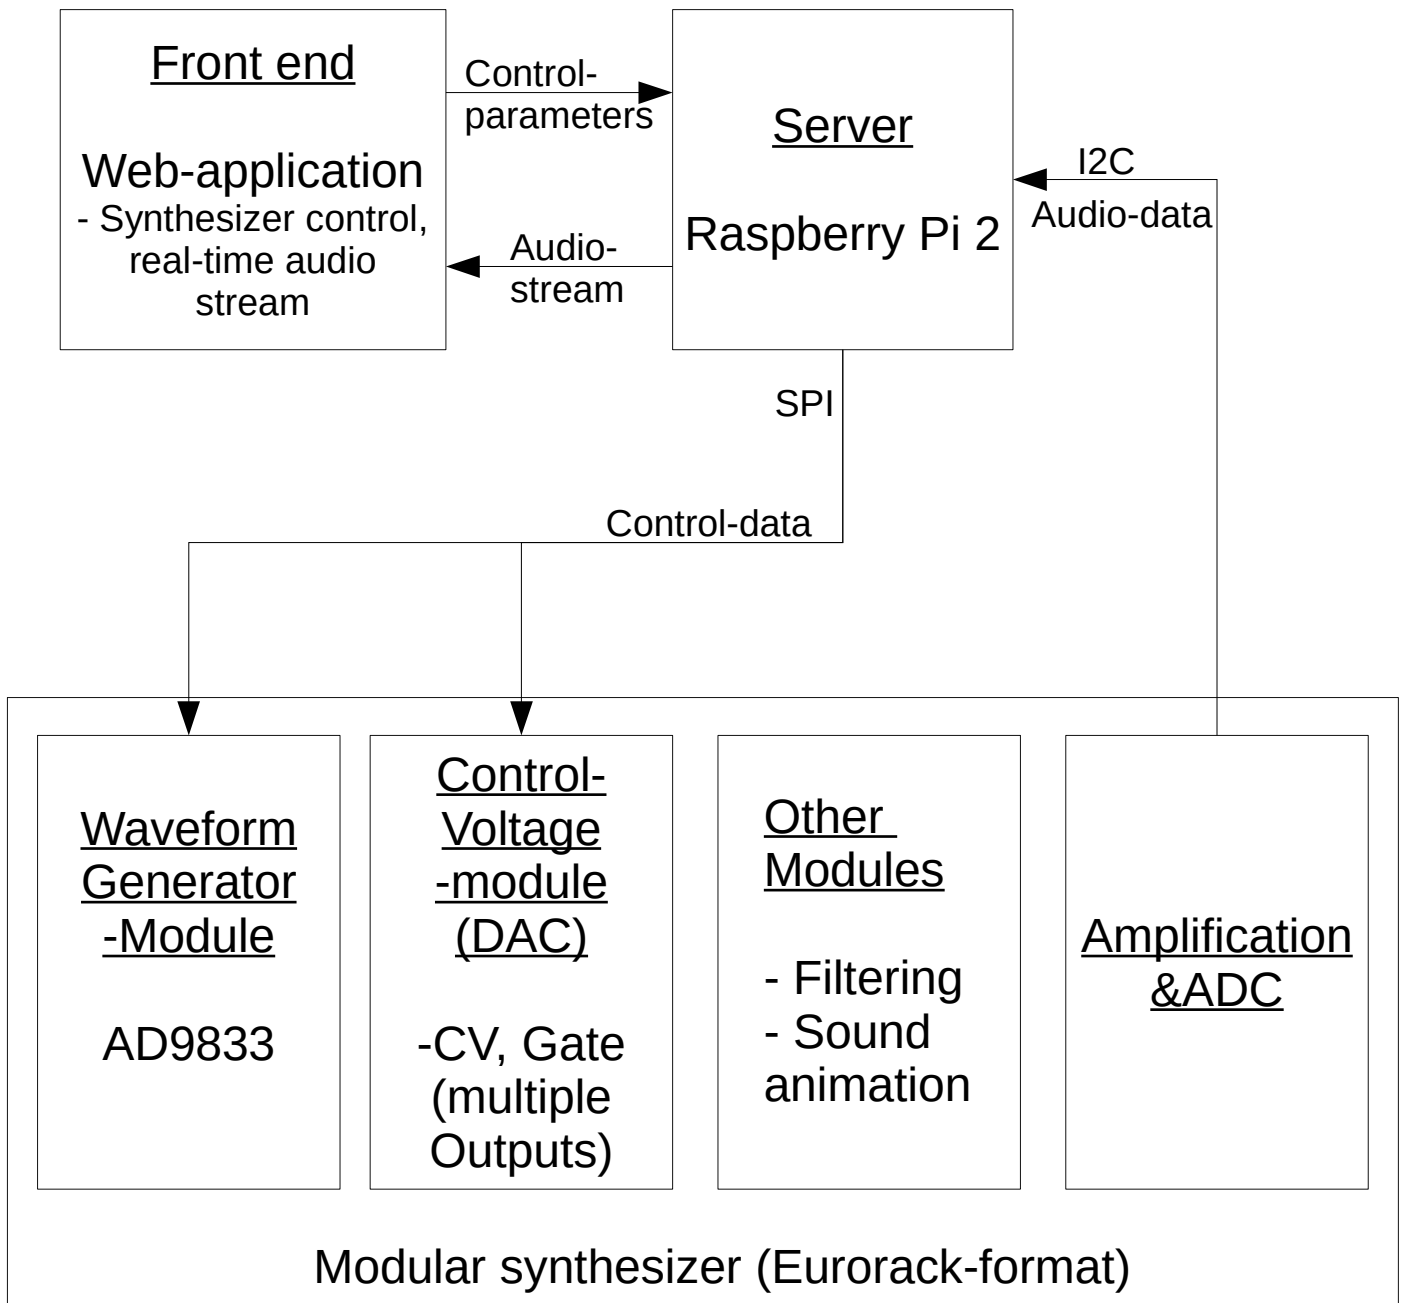 Front end
Web-application
- Synthesizer control,
real-time audio
stream
Control-
parameters
Audio-
stream
Server
Raspberry Pi 2
I2C
Audio-data
SPI
Control-data
Waveform
Generator
-Module
AD9833
Control-
Voltage
-module
(DAC)
-CV, Gate
(multiple
Outputs)
Other
Modules
- Filtering
- Sound
animation
Amplification
&ADC
Modular synthesizer (Eurorack-format)